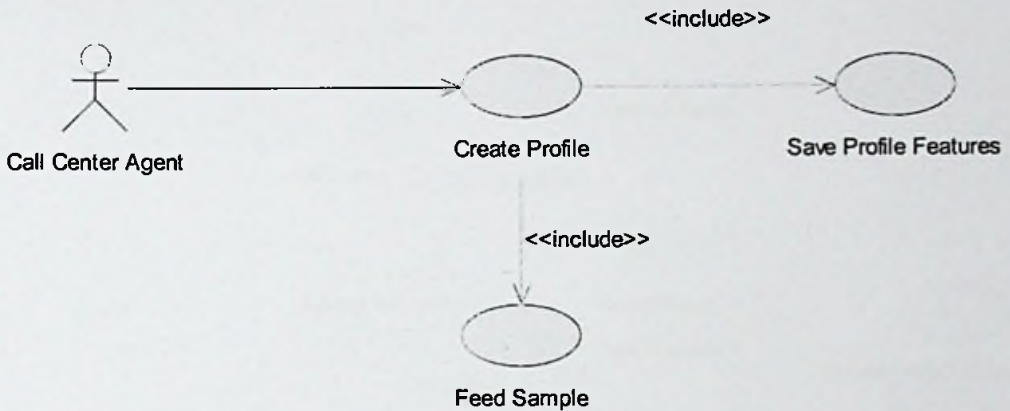 <<include>>
Call Center Agent
Create Profile
Save Profile Features
<<include>>
Feed Sample